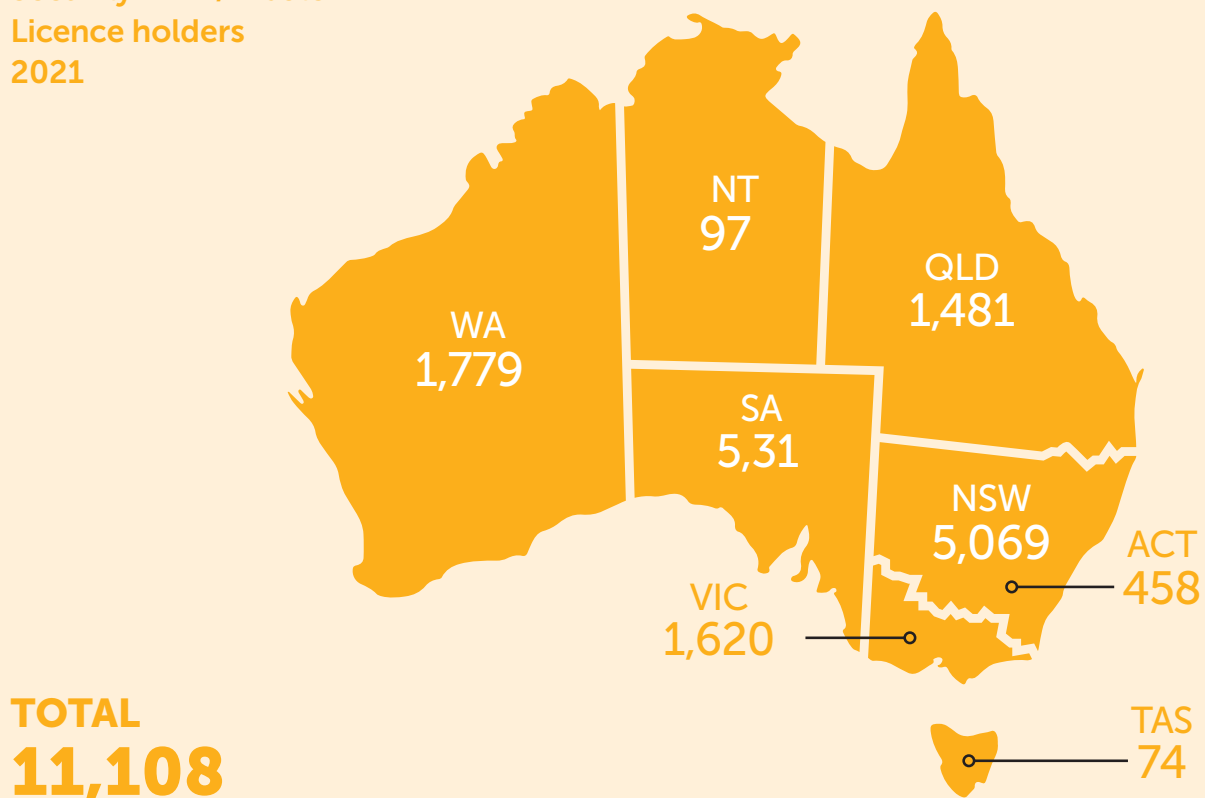 Licence holders
2021
NT
97
QLD
1,481
WA
1,779
SA
5,31
NSW
5,069
ACT
458
VIC
1,620
TOTAL
11,108
TAS
74